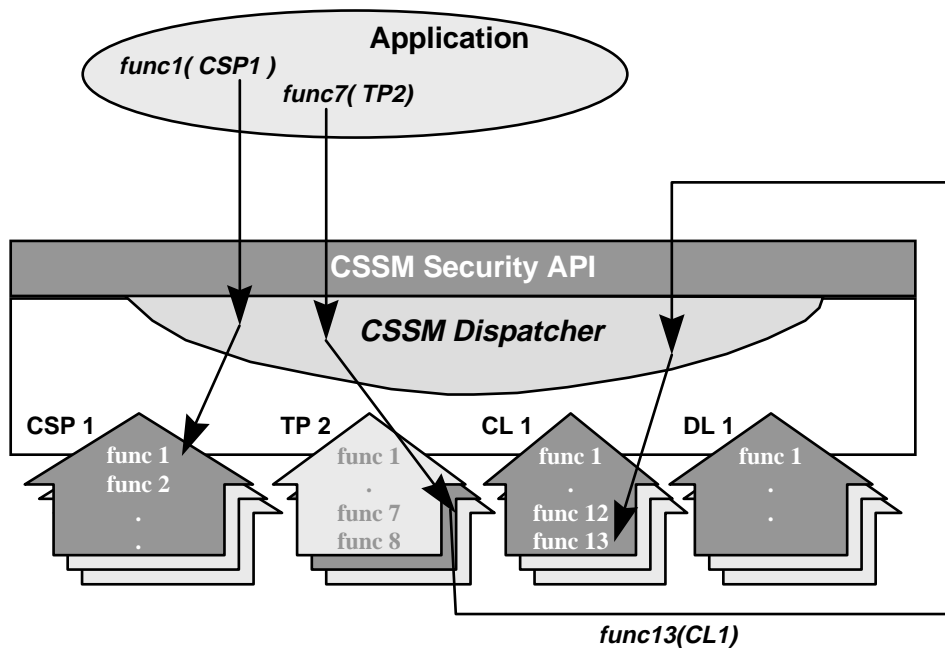 Application
func1( CSP1 )
func7( TP2)
CSSM Security API
CSSM Dispatcher
CSP 1
TP 2
CL 1
DL 1
func 1
func 2
.
.
func 1
.
func 7
func 8
func 1
.
func 12
func 13
func 1
.
.
func13(CL1)